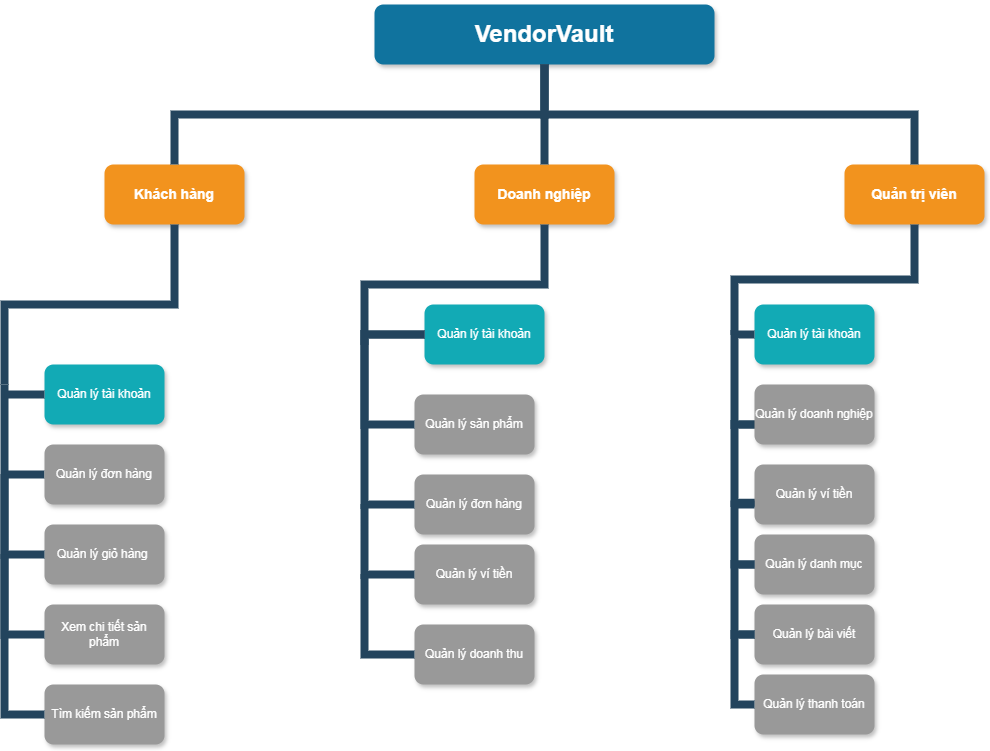 VendorVault
Khách hàng
Doanh nghiệp
Quản trị viên
Quản lý tài khoản
Quản lý đơn hàng
Quản lý giỏ hàng
Xem chi tiết sản
phẩm
Tìm kiếm sản phẩm
Quản lý tài khoản
Quản lý sản phẩm
Quản lý đơn hàng
Quản lý ví tiền
Quản lý doanh thu
Quản lý tài khoản
Quản lý doanh nghiệp
Quản lý ví tiền
Quản lý danh mục
Quản lý bài viết
Quản lý thanh toán